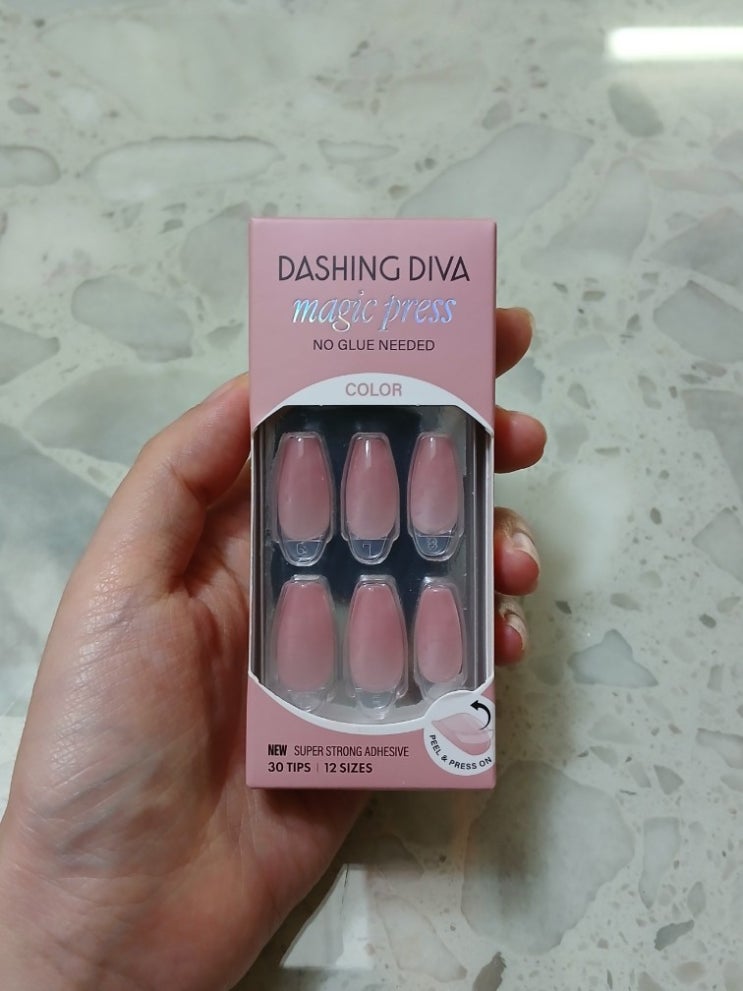 DASHING DIVA
magic press
NO GLUE NEEDED
COLOR
PEEL & PRESS ON
NEW SUPER STRONG ADHESIVE
30 TIPS | 12 SIZES